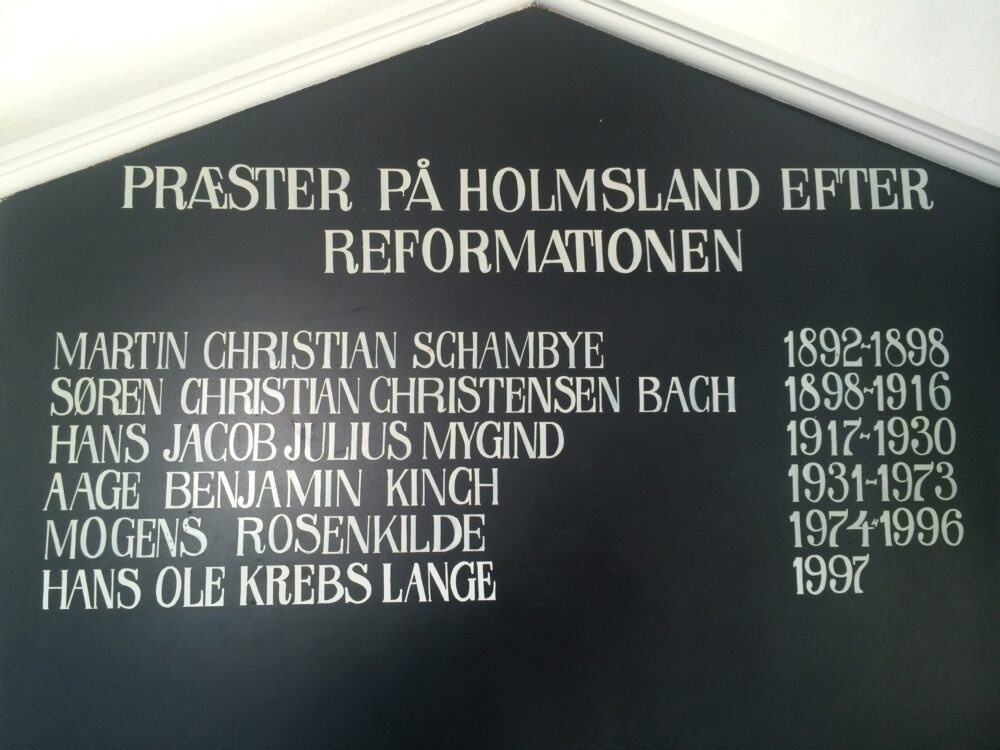 PRÆSTER PÅ HOLMSLAND EFTER
REFORMATIONEN
MARTIN CHRISTIAN SCHAMBYE 1892-1898
SØREN CHRISTIAN CHRISTENSEN BACH 1898-1916
HANS JACOB JULIUS MYGIND 1917-1930
AAGE BENJAMIN KINCH 1931-1973
MOGENS ROSENKILDE 1974-1996
HANS OLE KREBS LANGE 1997